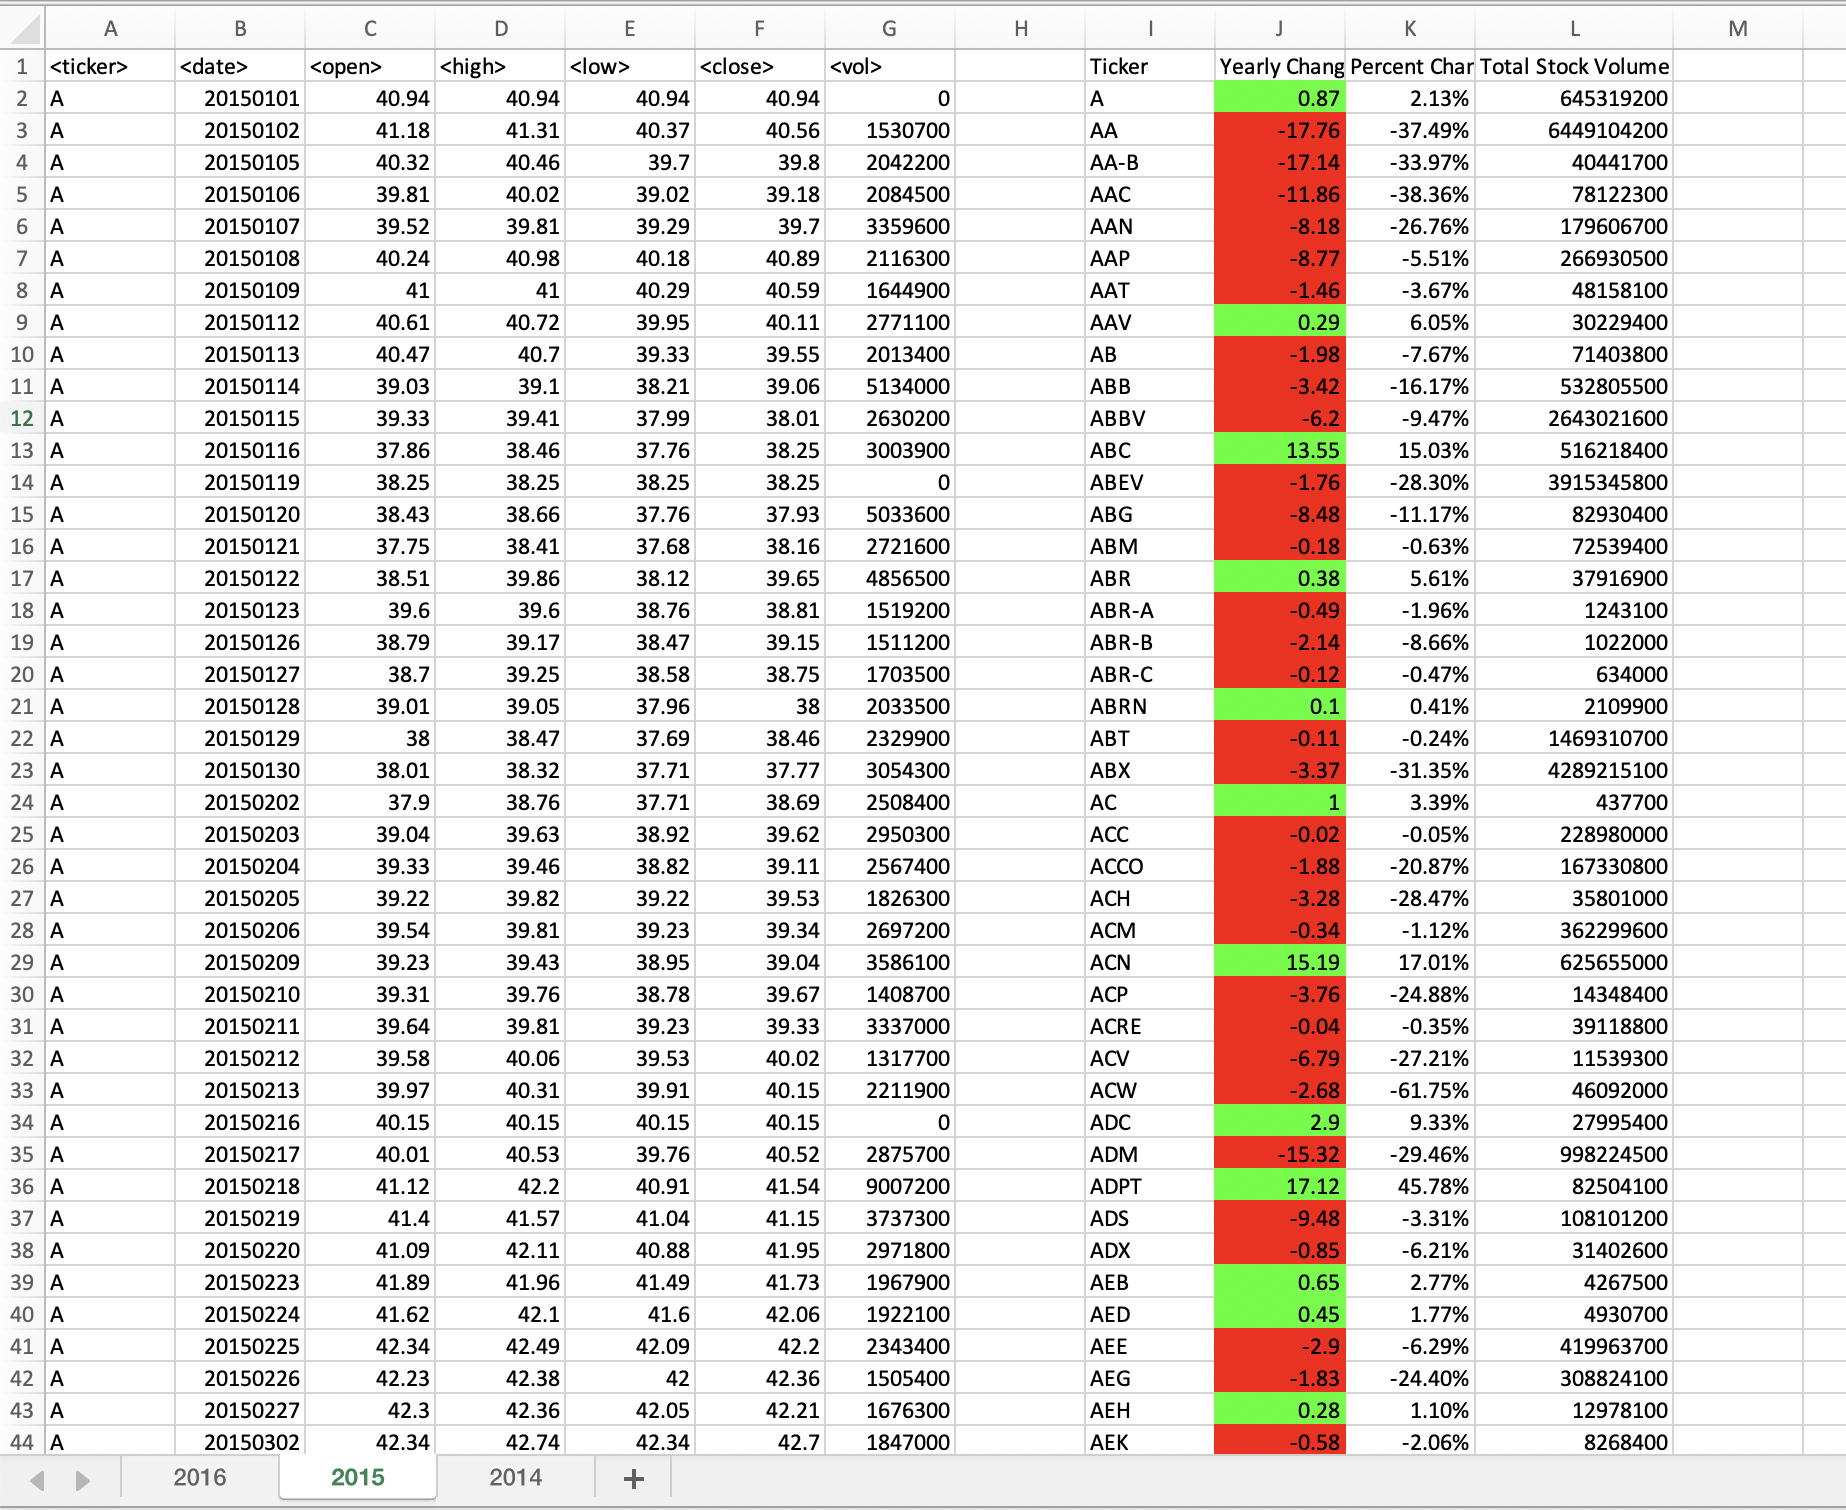 A B C D E F G H I J K L M
1 <ticker> <date> <open> <high> <low> <close> <vol> Ticker Yearly Chang Percent Char Total Stock Volume
2 A 20150101 40.94 40.94 40.94 40.94 0 A 0.87 2.13% 645319200
3 A 20150102 41.18 41.31 40.37 40.56 1530700 AA -17.76 -37.49% 6449104200
4 A 20150105 40.32 40.46 39.7 39.8 2042200 AA-B -17.14 -33.97% 40441700
5 A 20150106 39.81 40.02 39.02 39.18 2084500 AAC -11.86 -38.36% 78122300
6 A 20150107 39.52 39.81 39.29 39.7 3359600 AAN -8.18 -26.76% 179606700
7 A 20150108 40.24 40.98 40.18 40.89 2116300 AAP -8.77 -5.51% 266930500
8 A 20150109 41 41 40.29 40.59 1644900 AAT -1.46 -3.67% 48158100
9 A 20150112 40.61 40.72 39.95 40.11 2771100 AAV 0.29 6.05% 30229400
10 A 20150113 40.47 40.7 39.33 39.55 2013400 AB -1.98 -7.67% 71403800
11 A 20150114 39.03 39.1 38.21 39.06 5134000 ABB -3.42 -16.17% 532805500
12 A 20150115 39.33 39.41 37.99 38.01 2630200 ABBV -6.2 -9.47% 2643021600
13 A 20150116 37.86 38.46 37.76 38.25 3003900 ABC 13.55 15.03% 516218400
14 A 20150119 38.25 38.25 38.25 38.25 0 ABEV -1.76 -28.30% 3915345800
15 A 20150120 38.43 38.66 37.76 37.93 5033600 ABG -8.48 -11.17% 82930400
16 A 20150121 37.75 38.41 37.68 38.16 2721600 ABM -0.18 -0.63% 72539400
17 A 20150122 38.51 39.86 38.12 39.65 4856500 ABR 0.38 5.61% 37916900
18 A 20150123 39.6 39.6 38.76 38.81 1519200 ABR-A -0.49 -1.96% 1243100
19 A 20150126 38.79 39.17 38.47 39.15 1511200 ABR-B -2.14 -8.66% 1022000
20 A 20150127 38.7 39.25 38.58 38.75 1703500 ABR-C -0.12 -0.47% 634000
21 A 20150128 39.01 39.05 37.96 38 2033500 ABRN 0.1 0.41% 2109900
22 A 20150129 38 38.47 37.69 38.46 2329900 ABT -0.11 -0.24% 1469310700
23 A 20150130 38.01 38.32 37.71 37.77 3054300 ABX -3.37 -31.35% 4289215100
24 A 20150202 37.9 38.76 37.71 38.69 2508400 AC 1 3.39% 437700
25 A 20150203 39.04 39.63 38.92 39.62 2950300 ACC -0.02 -0.05% 228980000
26 A 20150204 39.33 39.46 38.82 39.11 2567400 ACCO -1.88 -20.87% 167330800
27 A 20150205 39.22 39.82 39.22 39.53 1826300 ACH -3.28 -28.47% 35801000
28 A 20150206 39.54 39.81 39.23 39.34 2697200 ACM -0.34 -1.12% 362299600
29 A 20150209 39.23 39.43 38.95 39.04 3586100 ACN 15.19 17.01% 625655000
30 A 20150210 39.31 39.76 38.78 39.67 1408700 ACP -3.76 -24.88% 14348400
31 A 20150211 39.64 39.81 39.23 39.33 3337000 ACRE -0.04 -0.35% 39118800
32 A 20150212 39.58 40.06 39.53 40.02 1317700 ACV -6.79 -27.21% 11539300
33 A 20150213 39.97 40.31 39.91 40.15 2211900 ACW -2.68 -61.75% 46092000
34 A 20150216 40.15 40.15 40.15 40.15 0 ADC 2.9 9.33% 27995400
35 A 20150217 40.01 40.53 39.76 40.52 2875700 ADM -15.32 -29.46% 998224500
36 A 20150218 41.12 42.2 40.91 41.54 9007200 ADPT 17.12 45.78% 82504100
37 A 20150219 41.4 41.57 41.04 41.15 3737300 ADS -9.48 -3.31% 108101200
38 A 20150220 41.09 42.11 40.88 41.95 2971800 ADX -0.85 -6.21% 31402600
39 A 20150223 41.89 41.96 41.49 41.73 1967900 AEB 0.65 2.77% 4267500
40 A 20150224 41.62 42.1 41.6 42.06 1922100 AED 0.45 1.77% 4930700
41 A 20150225 42.34 42.49 42.09 42.2 2343400 AEE -2.9 -6.29% 419963700
42 A 20150226 42.23 42.38 42 42.36 1505400 AEG -1.83 -24.40% 308824100
43 A 20150227 42.3 42.36 42.05 42.21 1676300 AEH 0.28 1.10% 12978100
44 A 20150302 42.34 42.74 42.34 42.7 1847000 AEK -0.58 -2.06% 8268400
2016 2015 2014 +